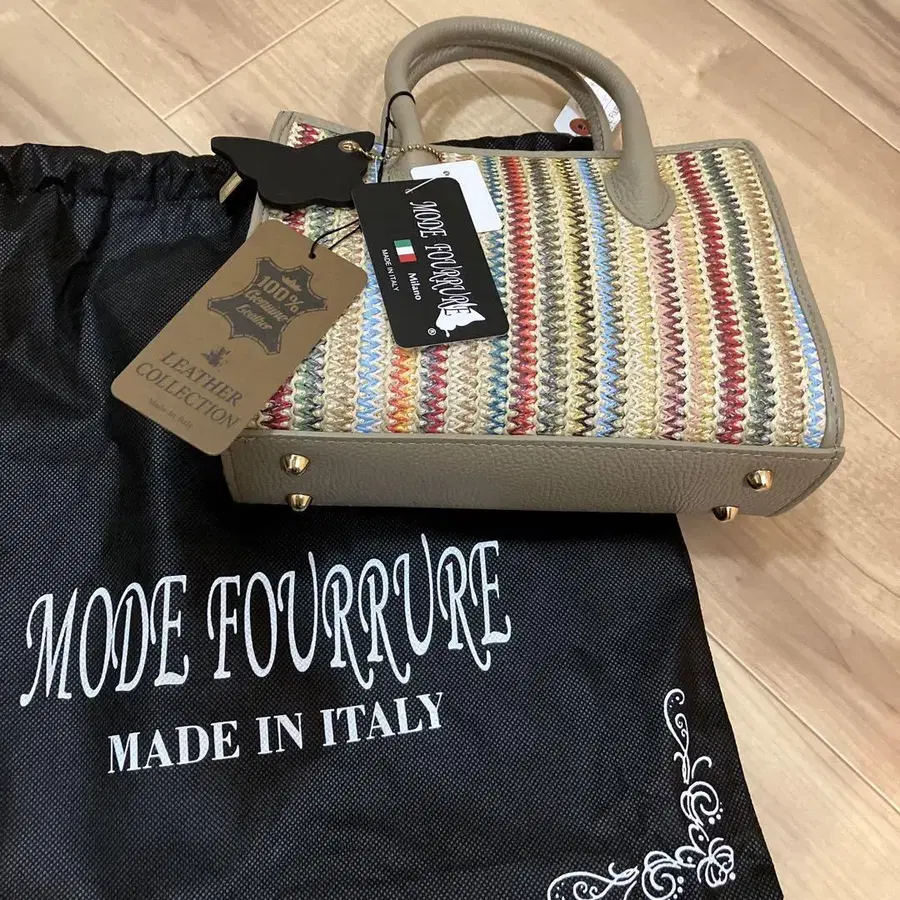 100%
Genuine
Leather
LEATHER
COLLECTION
Made in Italy
MODE FOURRURE
Milano
MADE IN ITALY
®
MODE FOURRURE
MADE IN ITALY